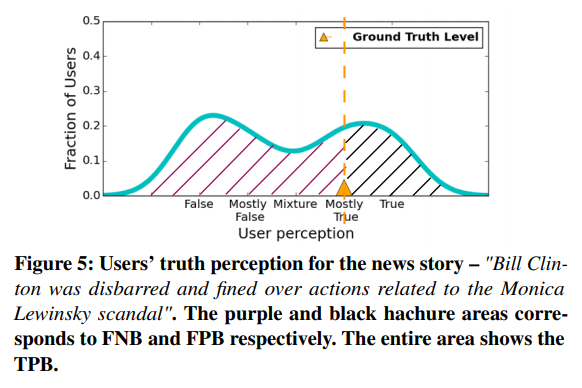 0.5
Ground Truth Level
0.4
0.3
0.2
0.1
0.0
Fraction of Users
False Mostly False Mixture Mostly True True
User perception
Figure 5: Users' truth perception for the news story – "Bill Clin-
ton was disbarred and fined over actions related to the Monica
Lewinsky scandal". The purple and black hachure areas corre-
sponds to FNB and FPB respectively. The entire area shows the
TPB.